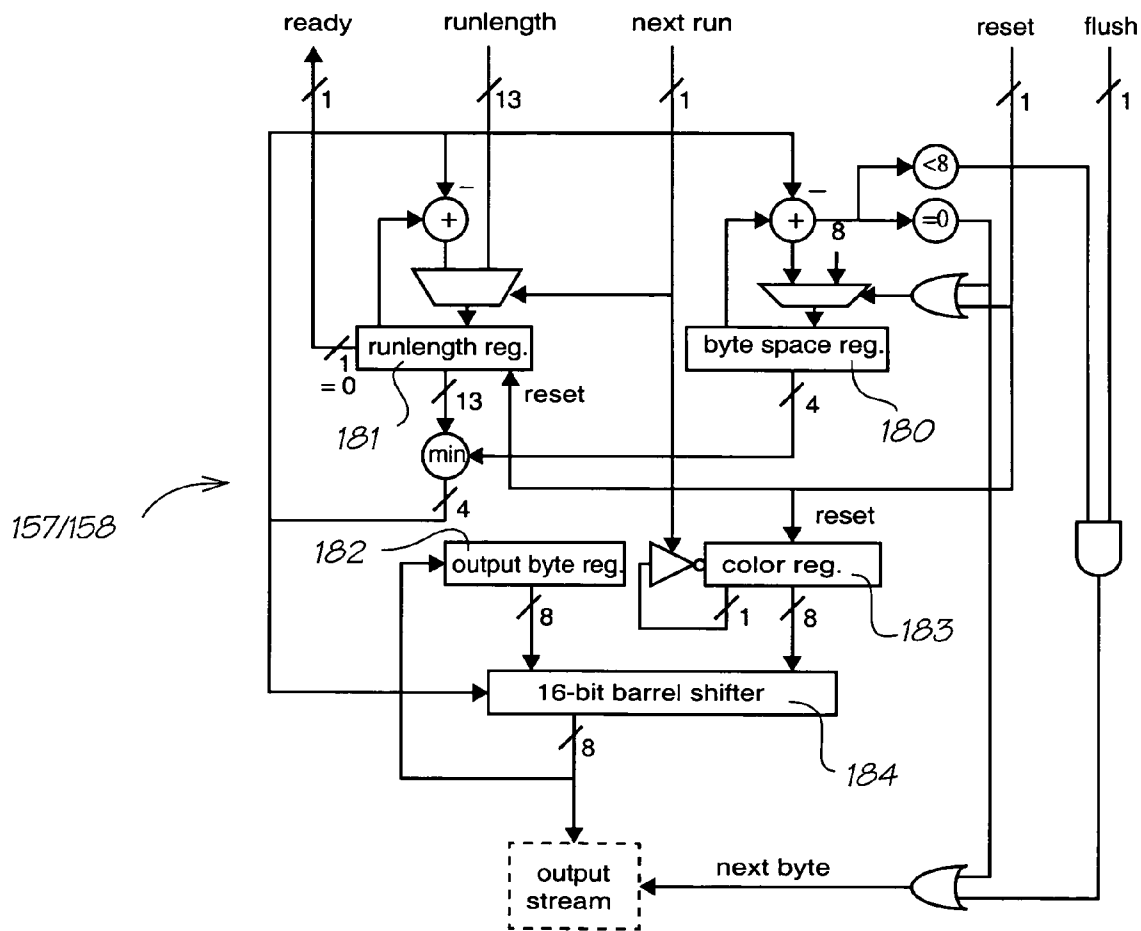 ready runlength next run reset flush
1 13 1 1 1
− −
<8
+ + =0
8
runlength reg. byte space reg.
1
=0
13 reset 4
181 180
min
4
157/158
reset
182
output byte reg. color reg.
8 1 8
183
16-bit barrel shifter
8
184
next byte
output
stream